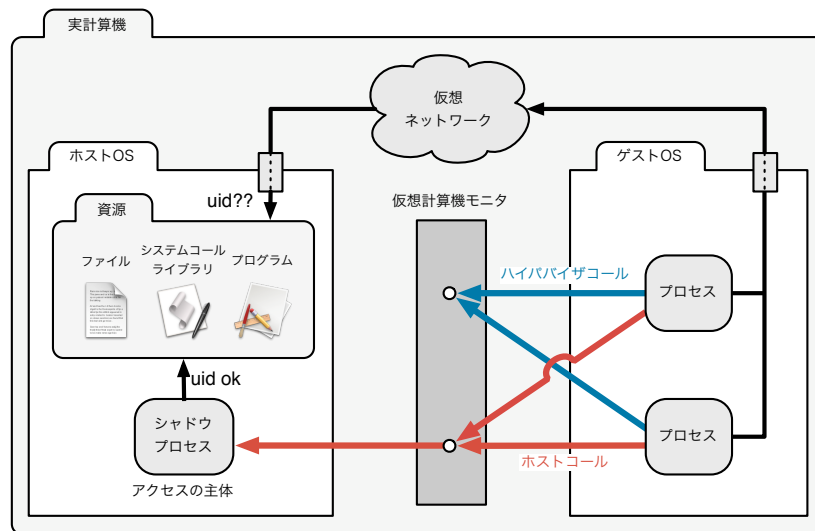 実計算機
仮想
ネットワーク
ホストOS
ゲストOS
uid??
資源
仮想計算機モニタ
ファイル
システムコール
ライブラリ
プログラム
ハイパバイザコール
プロセス
uid ok
シャドウ
プロセス
プロセス
ホストコール
アクセスの主体